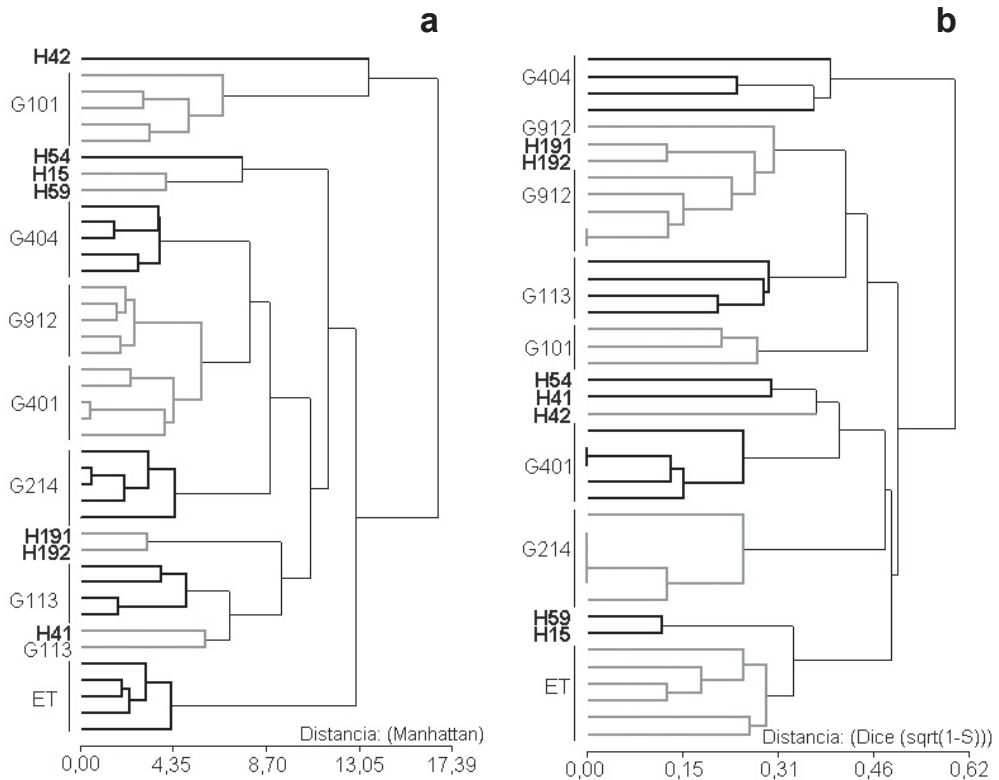 a
H42
G101
H54
H15
H59
G404
G912
G401
G214
H191
H192
G113
H41
G113
ET
Distancia: (Manhattan)
0,00 4,35 8,70 13,05 17,39
b
G404
G912
H191
H192
G912
G113
G101
H54
H41
H42
G401
G214
H59
H15
ET
Distancia: (Dice (sqrt(1-S)))
0,00 0,15 0,31 0,46 0,62